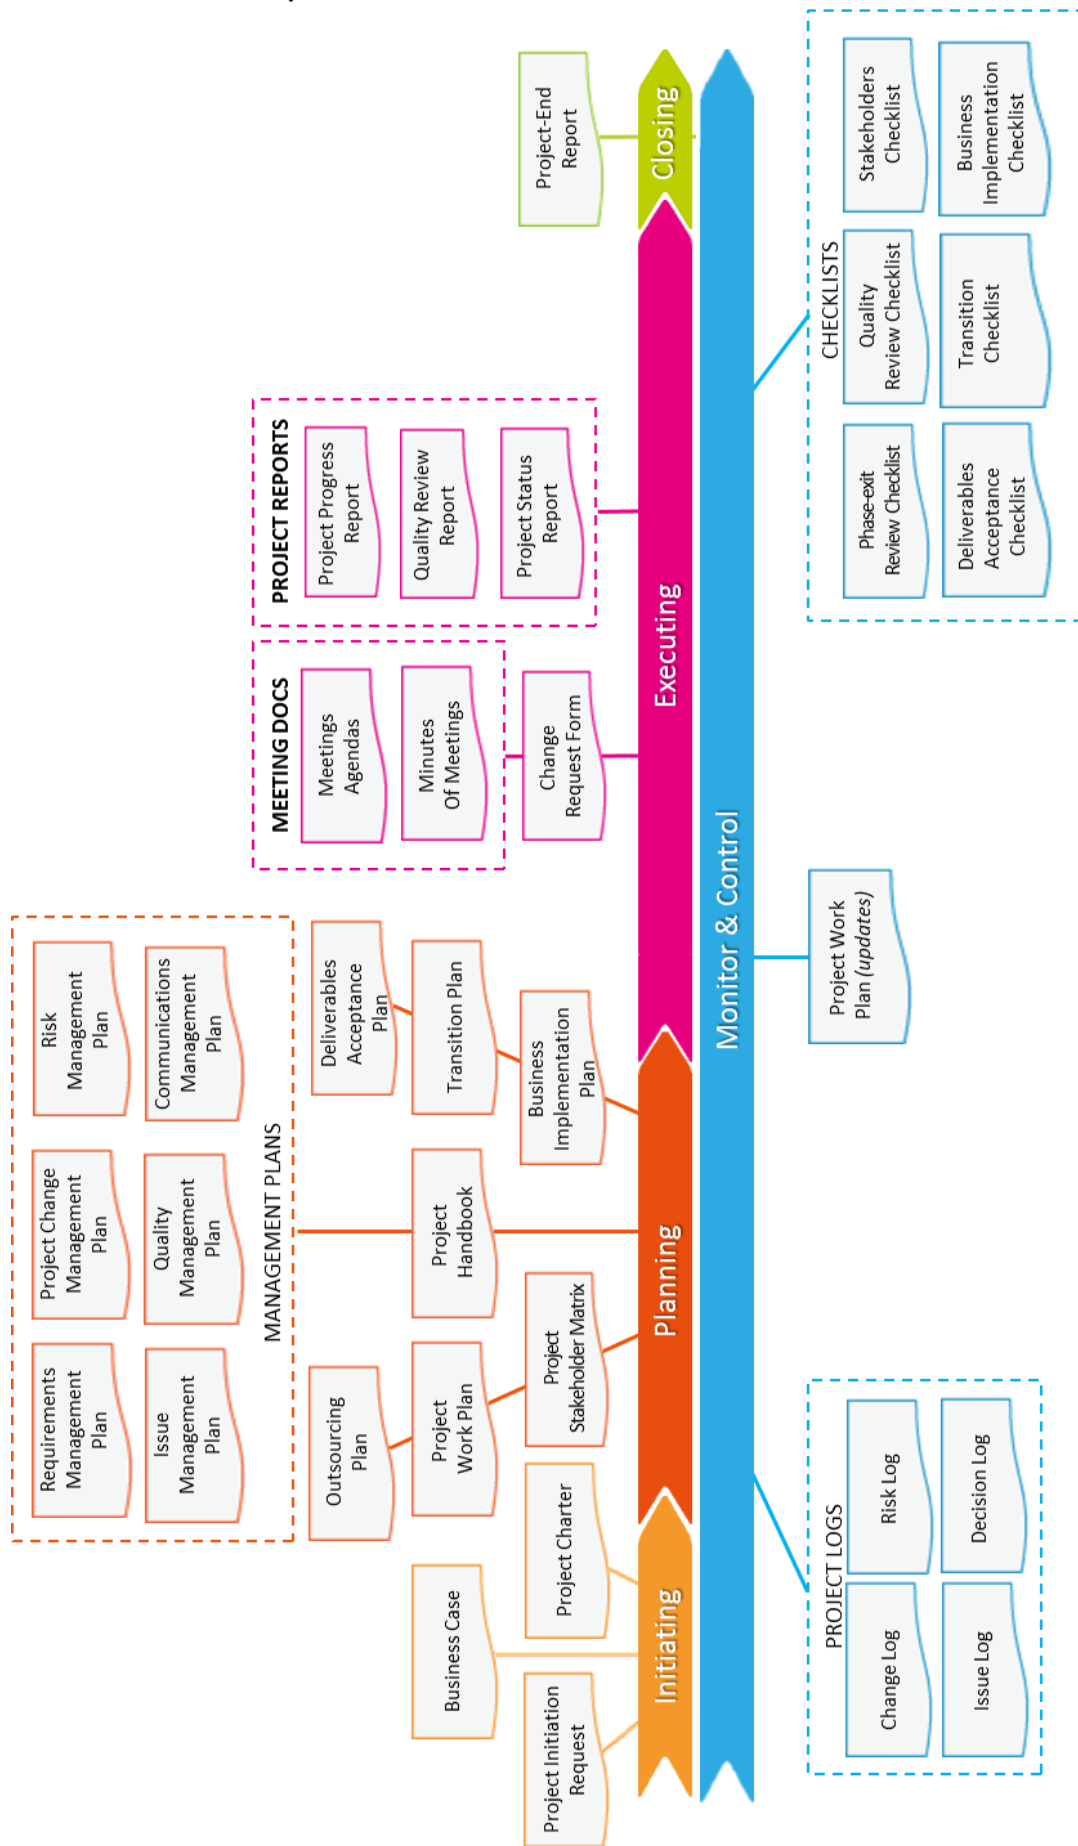 MANAGEMENT PLANS
Requirements
Management Plan
Project Change
Management Plan
Risk
Management
Plan
Issue
Management
Plan
Quality
Management
Plan
Communications
Management
Plan
Outsourcing
Plan
Project
Work Plan
Project
Stakeholder Matrix
Project
Handbook
Deliverables
Acceptance
Plan
Transition Plan
Business
Implementation
Plan
MEETING DOCS
Meetings
Agendas
Minutes
Of Meetings
Change
Request Form
PROJECT REPORTS
Project Progress
Report
Quality Review
Report
Project Status
Report
Project-End
Report
Business Case
Project Initiation
Request
Project Charter
Initiating
Planning
Executing
Closing
Monitor & Control
PROJECT LOGS
Change Log
Risk Log
Issue Log
Decision Log
Project Work
Plan (updates)
CHECKLISTS
Phase-exit
Review Checklist
Quality
Review Checklist
Stakeholders
Checklist
Deliverables
Acceptance
Checklist
Transition
Checklist
Business
Implementation
Checklist